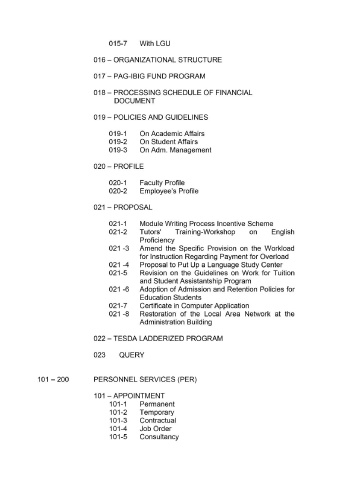 015-7 With LGU
016 – ORGANIZATIONAL STRUCTURE
017 – PAG-IBIG FUND PROGRAM
018 – PROCESSING SCHEDULE OF FINANCIAL
DOCUMENT
019 – POLICIES AND GUIDELINES
019-1 On Academic Affairs
019-2 On Student Affairs
019-3 On Adm. Management
020 – PROFILE
020-1 Faculty Profile
020-2 Employee's Profile
021 – PROPOSAL
021-1 Module Writing Process Incentive Scheme
021-2 Tutors' Training-Workshop on English
Proficiency
021 -3 Amend the Specific Provision on the Workload
for Instruction Regarding Payment for Overload
021 -4 Proposal to Put Up a Language Study Center
021-5 Revision on the Guidelines on Work for Tuition
and Student Assistantship Program
021 -6 Adoption of Admission and Retention Policies for
Education Students
021-7 Certificate in Computer Application
021 -8 Restoration of the Local Area Network at the
Administration Building
022 – TESDA LADDERIZED PROGRAM
023 QUERY
101 – 200 PERSONNEL SERVICES (PER)
101 – APPOINTMENT
101-1 Permanent
101-2 Temporary
101-3 Contractual
101-4 Job Order
101-5 Consultancy